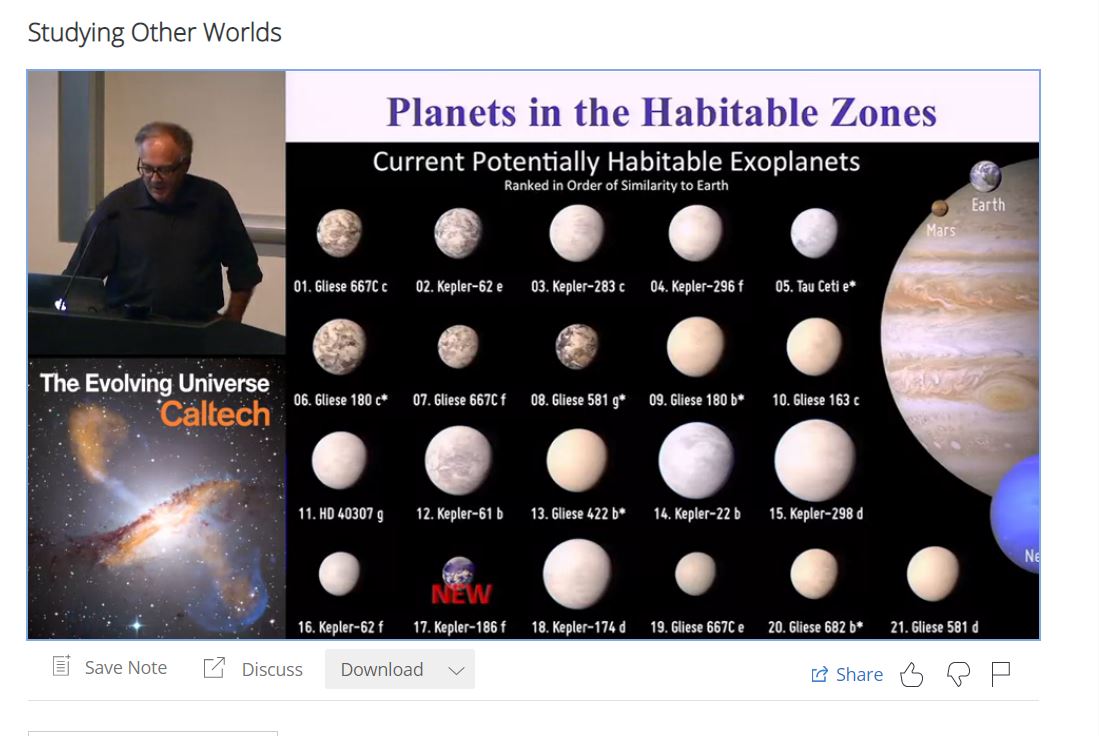 Studying Other Worlds
Planets in the Habitable Zones
Current Potentially Habitable Exoplanets
Ranked in Order of Similarity to Earth
Earth
Mars
01. Gliese 667C c
02. Kepler-62 e
03. Kepler-283 c
04. Kepler-296 f
05. Tau Ceti e*
The Evolving Universe
Caltech
06. Gliese 180 c*
07. Gliese 667C f
08. Gliese 581 g*
09. Gliese 180 b*
10. Gliese 163 c
11. HD 40307 g
12. Kepler-61 b
13. Gliese 422 b*
14. Kepler-22 b
15. Kepler-298 d
Ne
NEW
16. Kepler-62 f
17. Kepler-186 f
18. Kepler-174 d
19. Gliese 667C e
20. Gliese 682 b*
21. Gliese 581 d
Save Note
Discuss
Download
Share